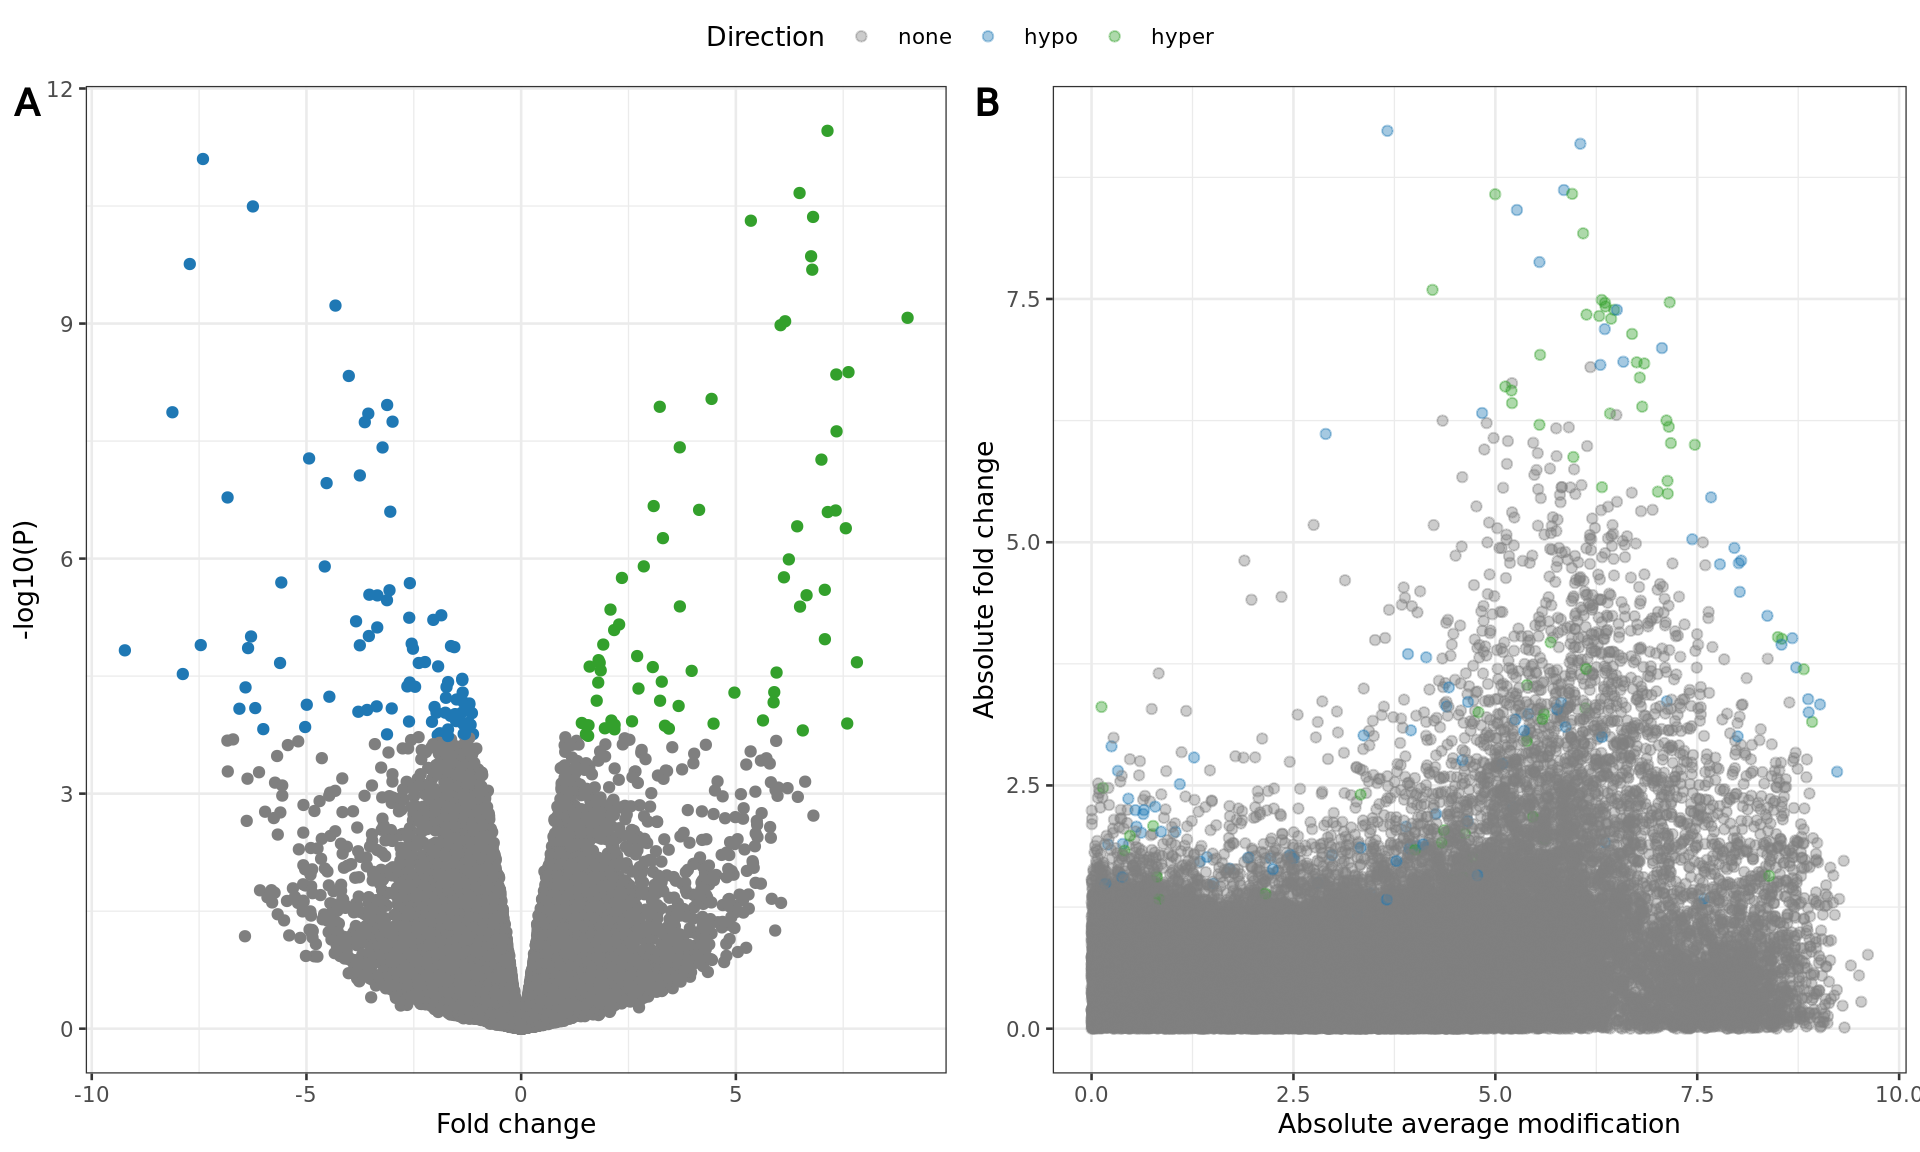 Direction none hypo hyper
A
12
9
6
3
0
-log10(P)
-10 -5 0 5
Fold change
B
7.5
5.0
2.5
0.0
Absolute fold change
0.0 2.5 5.0 7.5 10.0
Absolute average modification